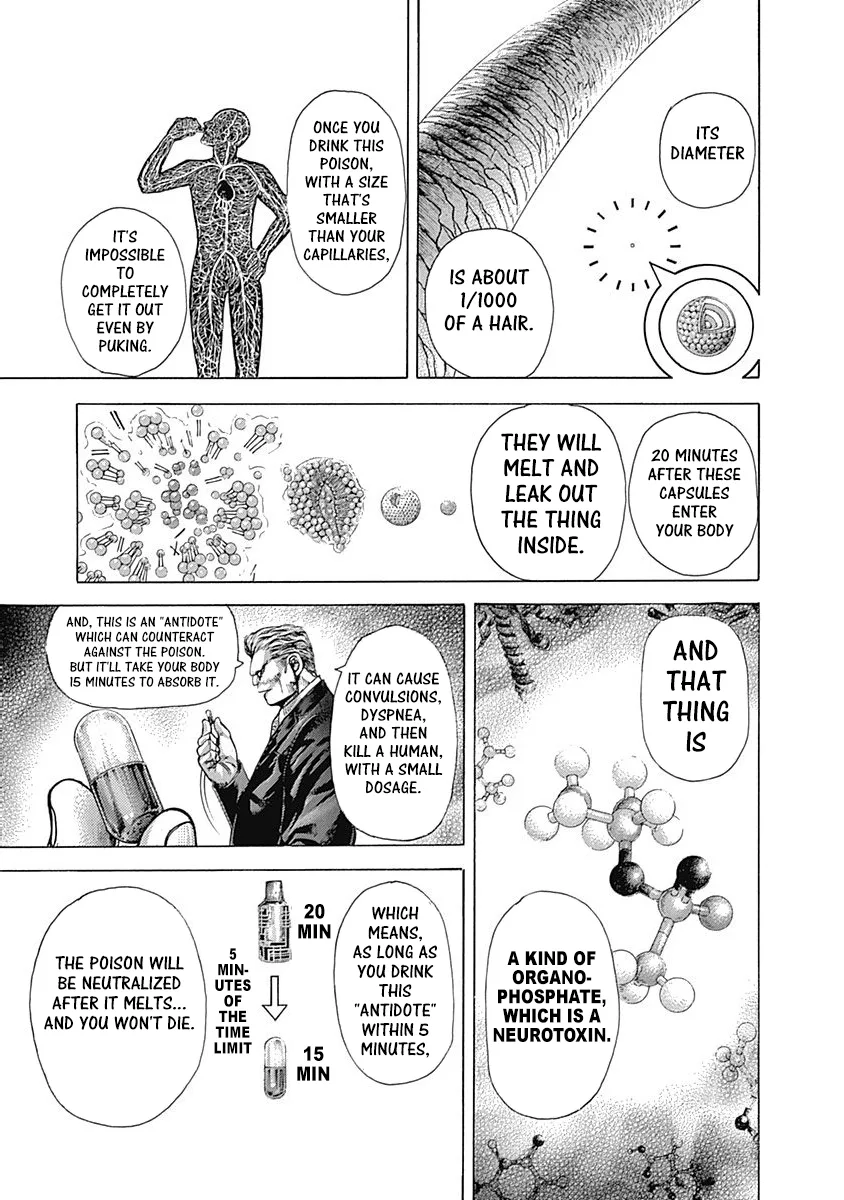 ITS
DIAMETER
IS ABOUT
1/1000
OF A HAIR.
ONCE YOU
DRINK THIS
POISON,
WITH A SIZE
THAT'S
SMALLER
THAN YOUR
CAPILLARIES,
IT'S
IMPOSSIBLE
TO
COMPLETELY
GET IT OUT
EVEN BY
PUKING.
20 MINUTES
AFTER THESE
CAPSULES
ENTER
YOUR BODY
THEY WILL
MELT AND
LEAK OUT
THE THING
INSIDE.
AND
THAT
THING
IS
A KIND OF
ORGANO-
PHOSPHATE,
WHICH IS A
NEUROTOXIN.
IT CAN CAUSE
CONVULSIONS,
DYSPNEA,
AND THEN
KILL A HUMAN,
WITH A SMALL
DOSAGE.
AND, THIS IS AN "ANTIDOTE"
WHICH CAN COUNTERACT
AGAINST THE POISON.
BUT IT'LL TAKE YOUR BODY
15 MINUTES TO ABSORB IT.
WHICH
MEANS,
AS LONG AS
YOU DRINK
THIS
"ANTIDOTE"
WITHIN 5
MINUTES,
20
MIN
5
MIN-
UTES
OF
THE
TIME
LIMIT
15
MIN
THE POISON WILL
BE NEUTRALIZED
AFTER IT MELTS...
AND YOU WON'T DIE.